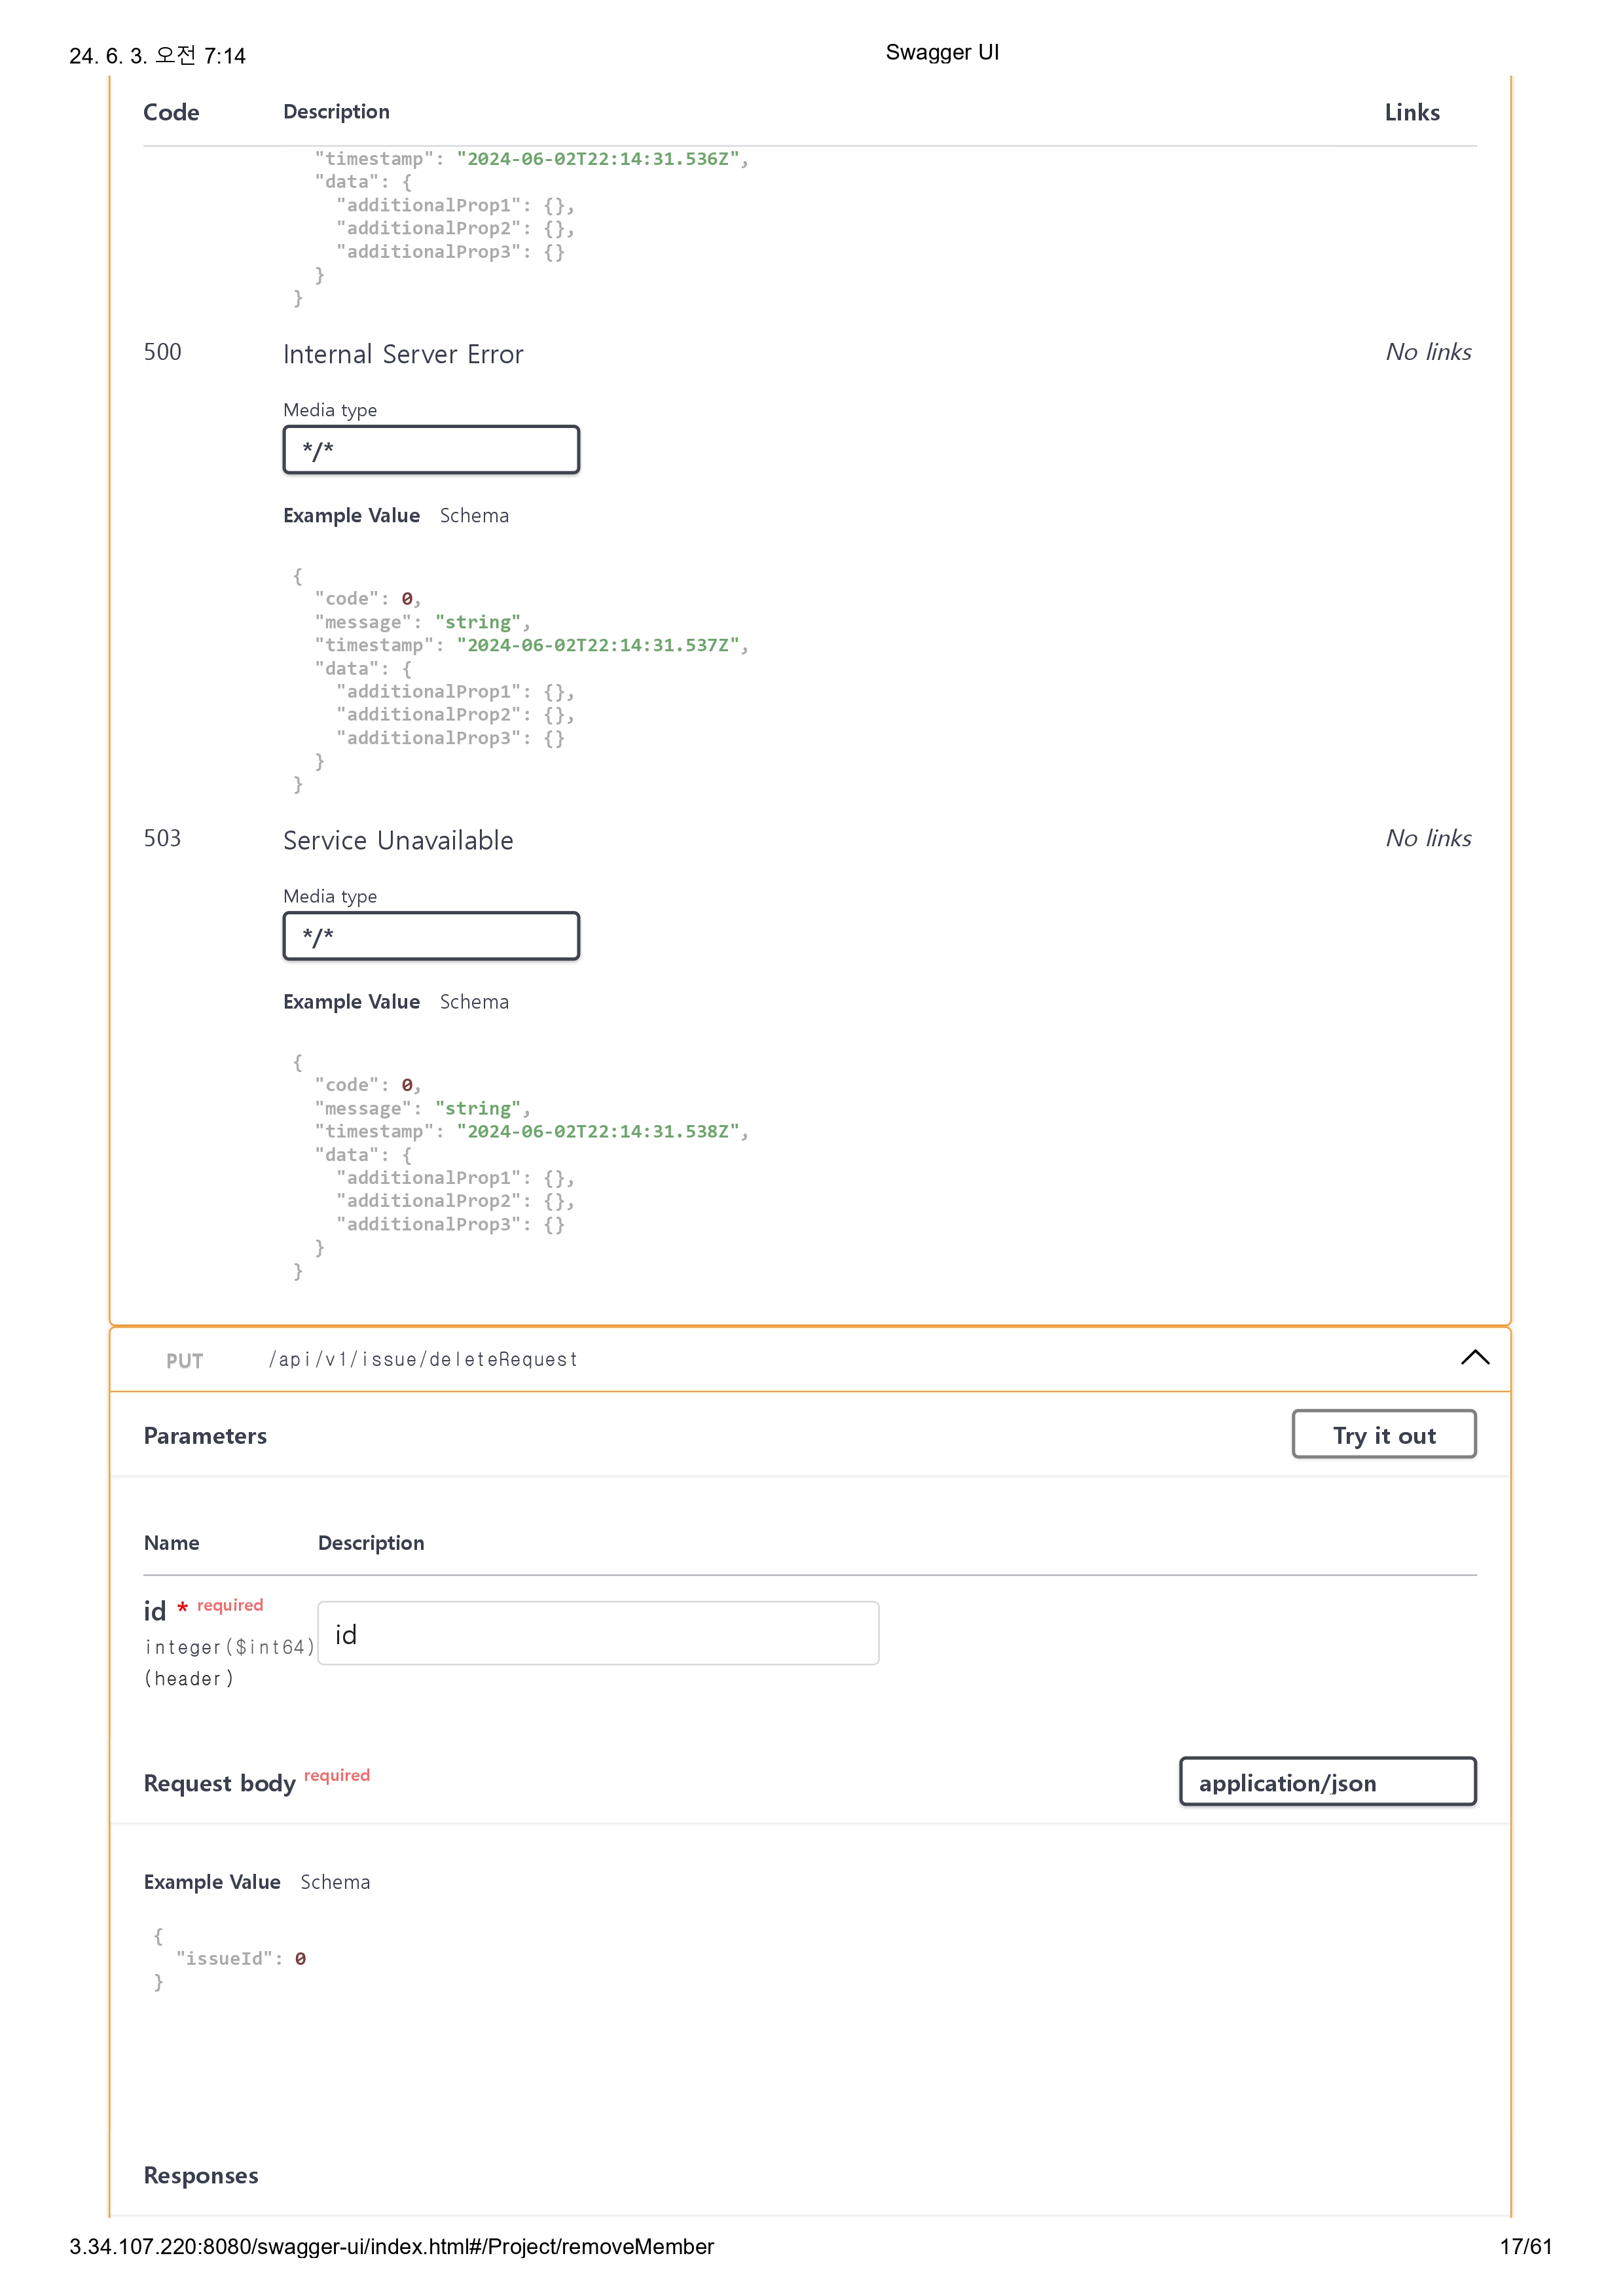 24. 6. 3. 오전 7:14 Swagger UI
Code Description Links
"timestamp": "2024-06-02T22:14:31.536Z",
"data": {
"additionalProp1": {},
"additionalProp2": {},
"additionalProp3": {}
}
}
500 Internal Server Error No links
Media type
*/*
Example Value Schema
{
"code": 0,
"message": "string",
"timestamp": "2024-06-02T22:14:31.537Z",
"data": {
"additionalProp1": {},
"additionalProp2": {},
"additionalProp3": {}
}
}
503 Service Unavailable No links
Media type
*/*
Example Value Schema
{
"code": 0,
"message": "string",
"timestamp": "2024-06-02T22:14:31.538Z",
"data": {
"additionalProp1": {},
"additionalProp2": {},
"additionalProp3": {}
}
}
PUT /api/v1/issue/deleteRequest
Parameters Try it out
Name Description
id * required
id
integer($int64)
(header)
Request body required application/json
Example Value Schema
{
"issueId": 0
}
Responses
3.34.107.220:8080/swagger-ui/index.html#/Project/removeMember 17/61